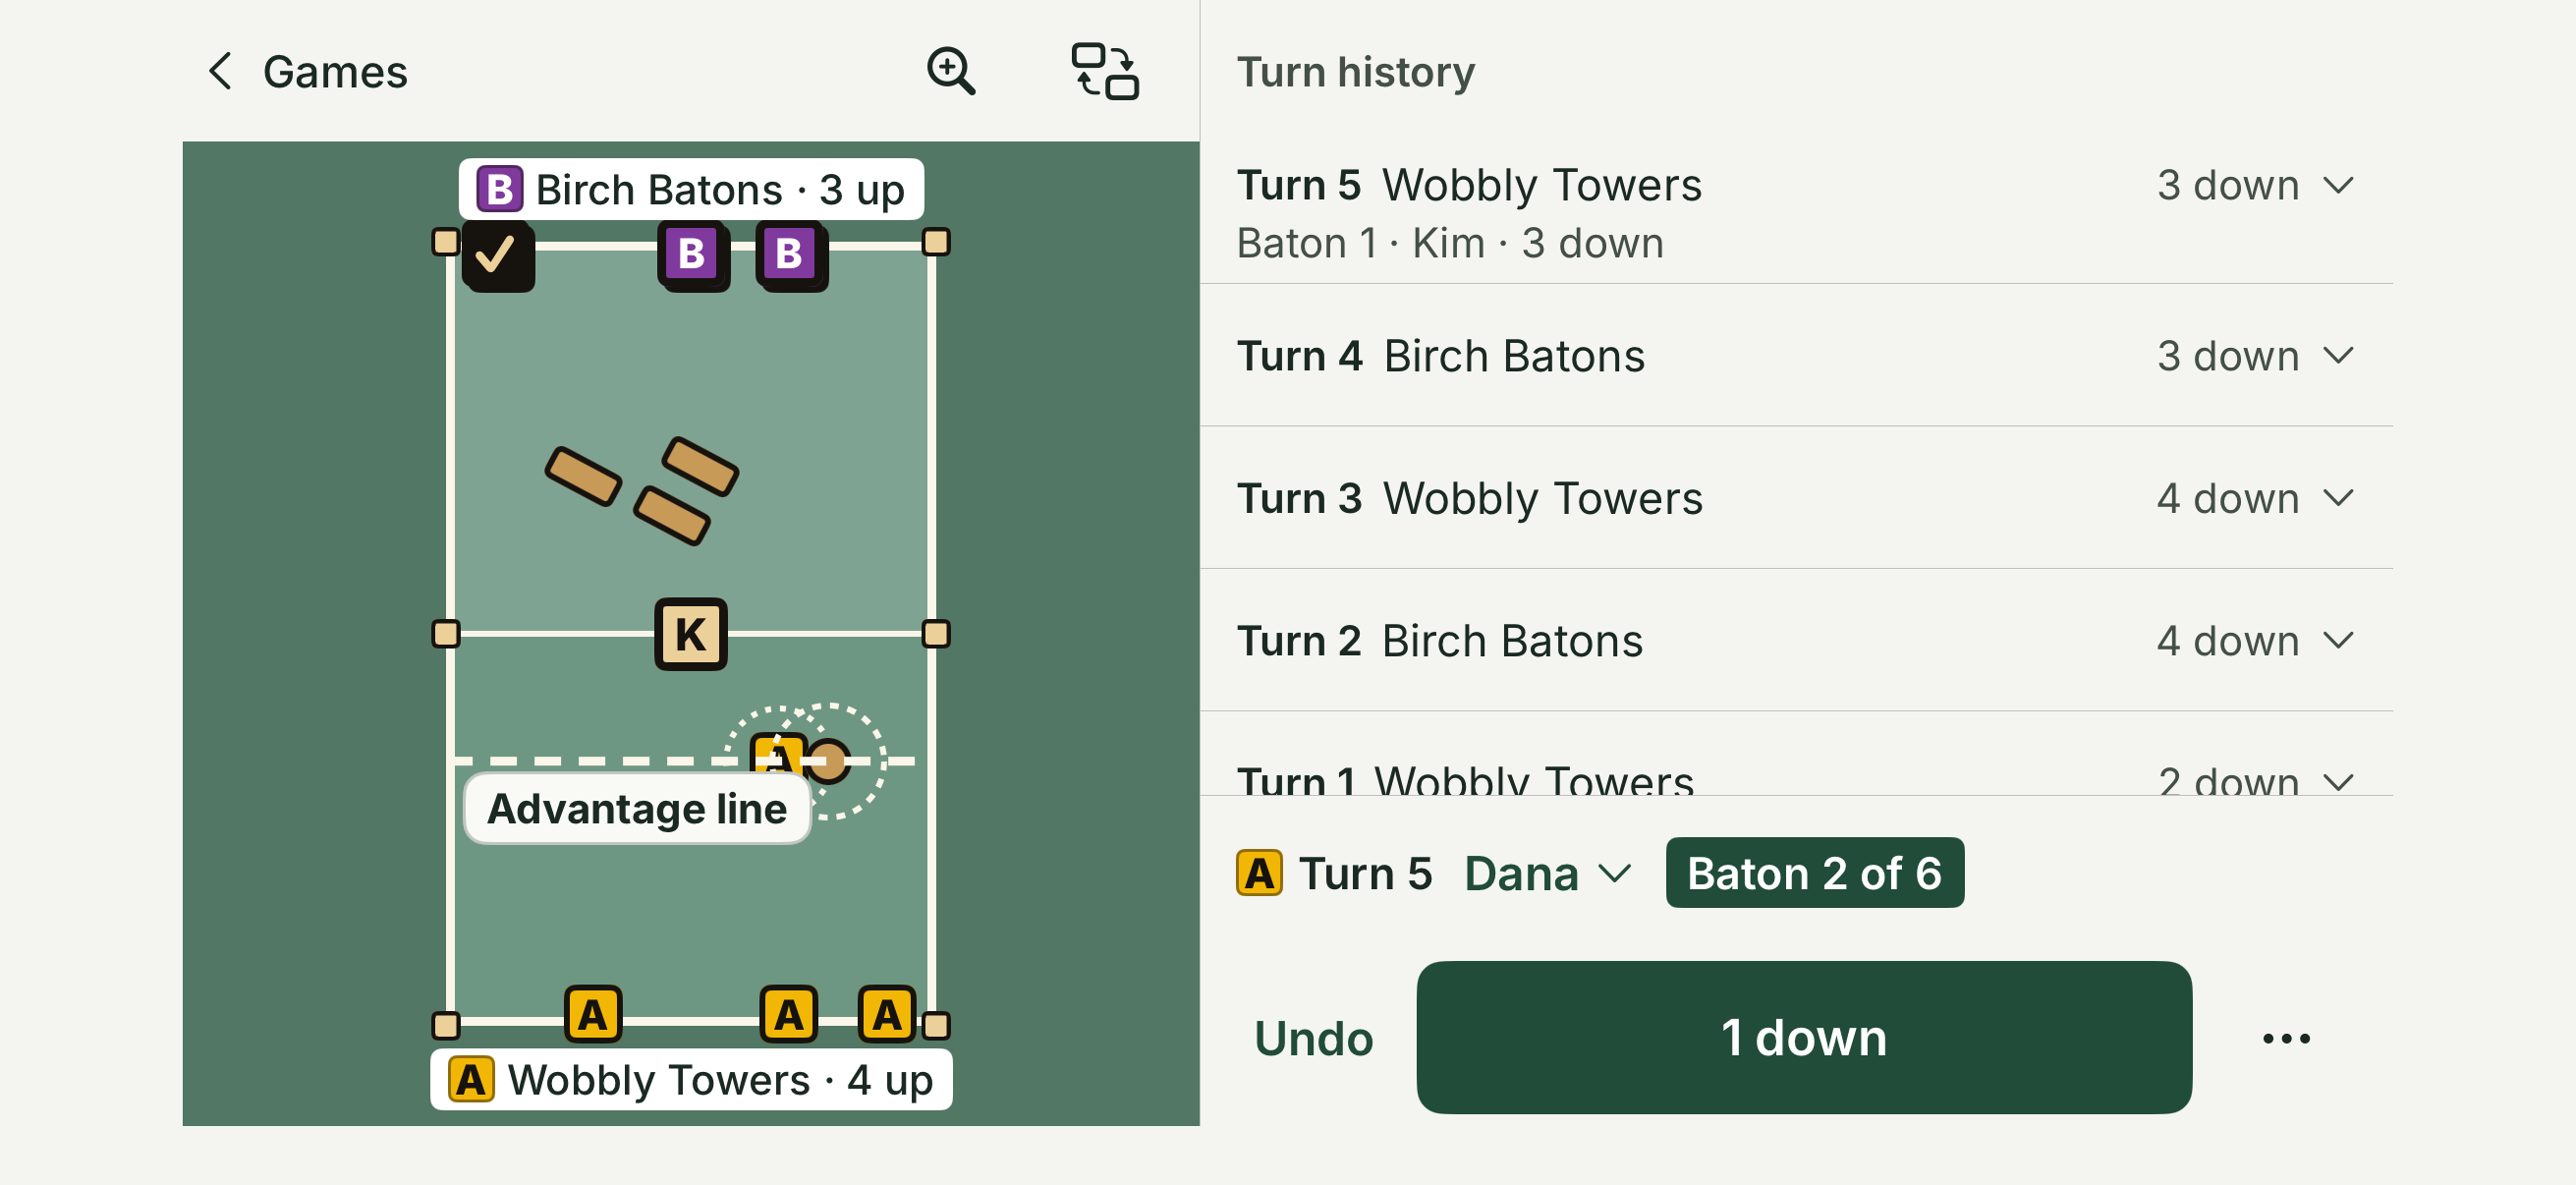 Games
B Birch Batons · 3 up
B B
K
A
Advantage line
A A A
A Wobbly Towers · 4 up
Turn history
Turn 5 Wobbly Towers 3 down
Baton 1 · Kim · 3 down
Turn 4 Birch Batons 3 down
Turn 3 Wobbly Towers 4 down
Turn 2 Birch Batons 4 down
Turn 1 Wobbly Towers 2 down
A Turn 5 Dana Baton 2 of 6
Undo 1 down